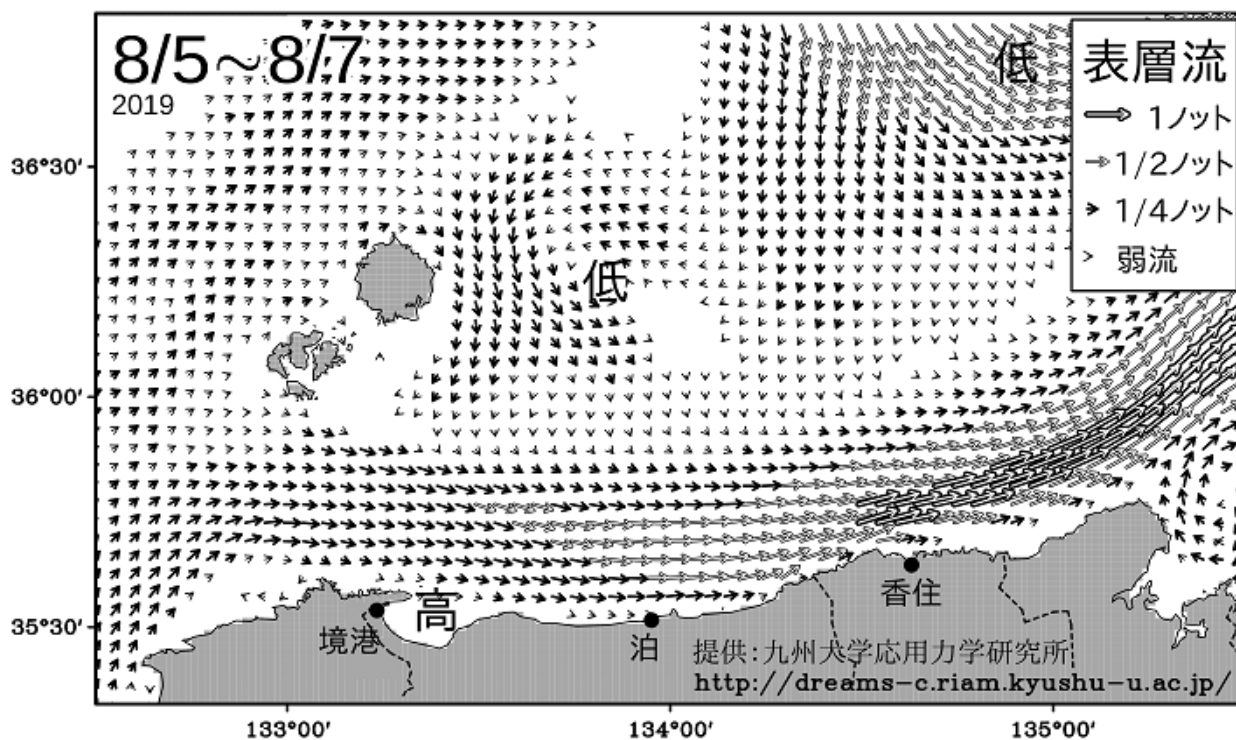 8/5～8/7
2019
低
表層流
1ノット
1/2ノット
1/4ノット
弱流
36°30′
低
36°00′
35°30′
境港
高
泊
香住
提供:九州大学応用力学研究所
http://dreams-c.riam.kyushu-u.ac.jp/
133°00′
134°00′
135°00′